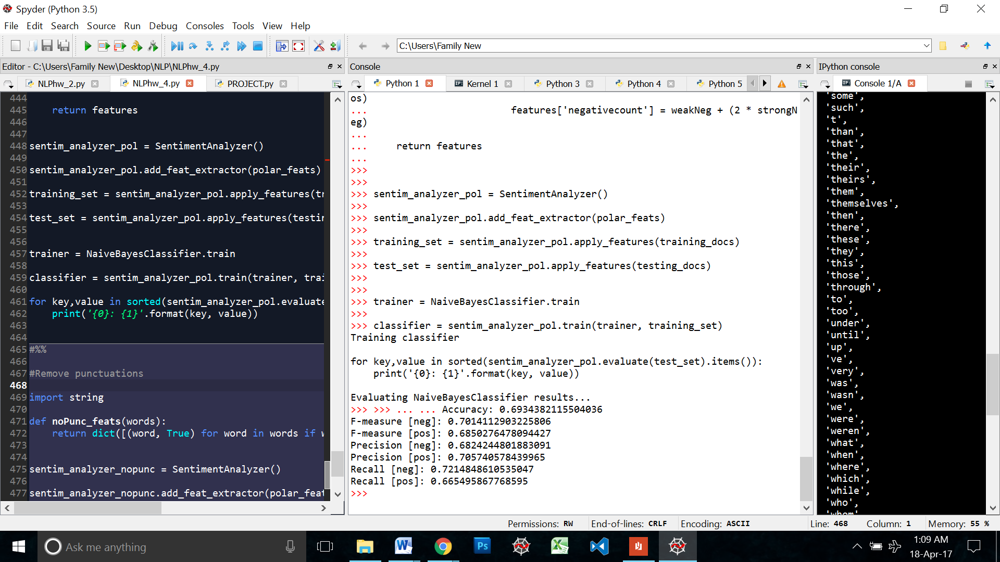 Spyder (Python 3.5)
File Edit Search Source Run Debug Consoles Tools View Help
C:\Users\Family New
Editor - C:\Users\Family New\Desktop\NLP\NLPhw_4.py
NLPhw_2.py NLPhw_4.py PROJECT.py
444
445     return features
446
447
448 sentim_analyzer_pol = SentimentAnalyzer()
449
450 sentim_analyzer_pol.add_feat_extractor(polar_feats)
451
452 training_set = sentim_analyzer_pol.apply_features(tr
453
454 test_set = sentim_analyzer_pol.apply_features(testin
455
456
457 trainer = NaiveBayesClassifier.train
458
459 classifier = sentim_analyzer_pol.train(trainer, trai
460
461 for key,value in sorted(sentim_analyzer_pol.evaluate
462     print('{0}: {1}'.format(key, value))
463
464
465 #%%
466
467 #Remove punctuations
468
469 import string
470
471 def noPunc_feats(words):
472     return dict([(word, True) for word in words if w
473
474
475 sentim_analyzer_nopunc = SentimentAnalyzer()
476
477 sentim_analyzer_nopunc.add_feat_extractor(polar_feat
Console
Python 1 Kernel 1 Python 3 Python 4 Python 5
os)
...                         features['negativecount'] = weakNeg + (2 * strongN
eg)
...
...     return features
...
>>>
>>>
>>> sentim_analyzer_pol = SentimentAnalyzer()
>>>
>>> sentim_analyzer_pol.add_feat_extractor(polar_feats)
>>>
>>> training_set = sentim_analyzer_pol.apply_features(training_docs)
>>>
>>> test_set = sentim_analyzer_pol.apply_features(testing_docs)
>>>
>>>
>>> trainer = NaiveBayesClassifier.train
>>>
>>> classifier = sentim_analyzer_pol.train(trainer, training_set)
Training classifier
for key,value in sorted(sentim_analyzer_pol.evaluate(test_set).items()):
    print('{0}: {1}'.format(key, value))
Evaluating NaiveBayesClassifier results...
>>> >>> ... ... Accuracy: 0.6934382115504036
F-measure [neg]: 0.7014112903225806
F-measure [pos]: 0.6850276478094427
Precision [neg]: 0.6824244801883091
Precision [pos]: 0.705740578439965
Recall [neg]: 0.7214848610535047
Recall [pos]: 0.665495867768595
>>>
IPython console
Console 1/A
'some',
'such',
't',
'than',
'that',
'the',
'their',
'theirs',
'them',
'themselves',
'then',
'there',
'these',
'they',
'this',
'those',
'through',
'to',
'too',
'under',
'until',
'up',
've',
'very',
'was',
'wasn',
'we',
'were',
'weren',
'what',
'when',
'where',
'which',
'while',
'who',
'whom',
Permissions: RW End-of-lines: CRLF Encoding: ASCII Line: 468 Column: 1 Memory: 55 %
Ask me anything
Ps
1:09 AM
18-Apr-17